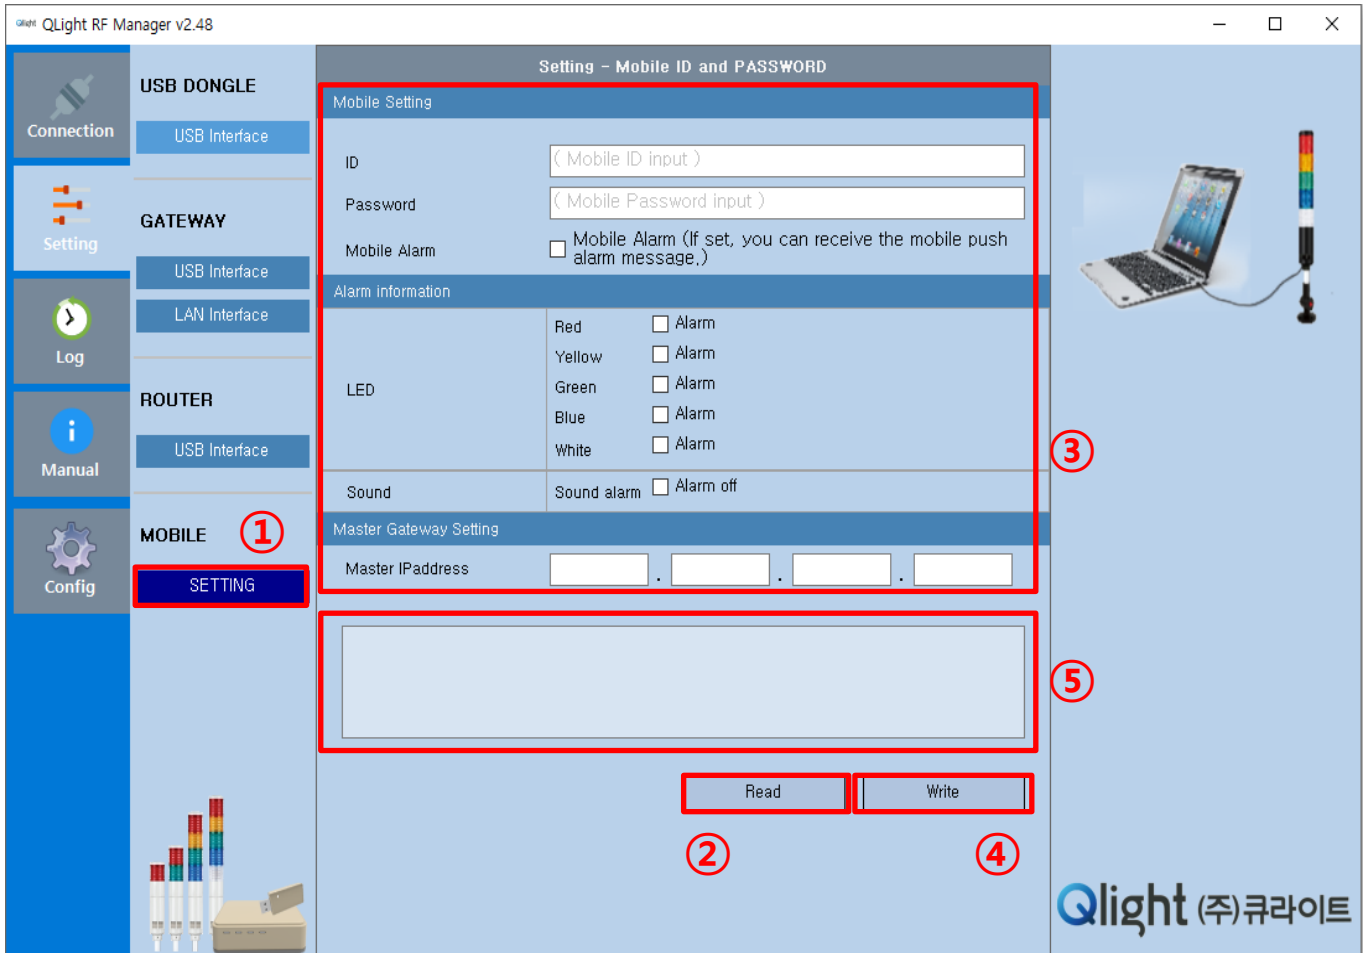 Qlight QLight RF Manager v2.48
Connection
Setting
Log
Manual
Config
USB DONGLE
USB Interface
GATEWAY
USB Interface
LAN Interface
ROUTER
USB Interface
MOBILE ①
SETTING
Setting - Mobile ID and PASSWORD
Mobile Setting
ID ( Mobile ID input )
Password ( Mobile Password input )
Mobile Alarm Mobile Alarm (If set, you can receive the mobile push
alarm message.)
Alarm information
LED
Red Alarm
Yellow Alarm
Green Alarm
Blue Alarm
White Alarm
③
Sound Sound alarm Alarm off
Master Gateway Setting
Master IPaddress . . .
⑤
Read Write
② ④
Qlight (주)큐라이트